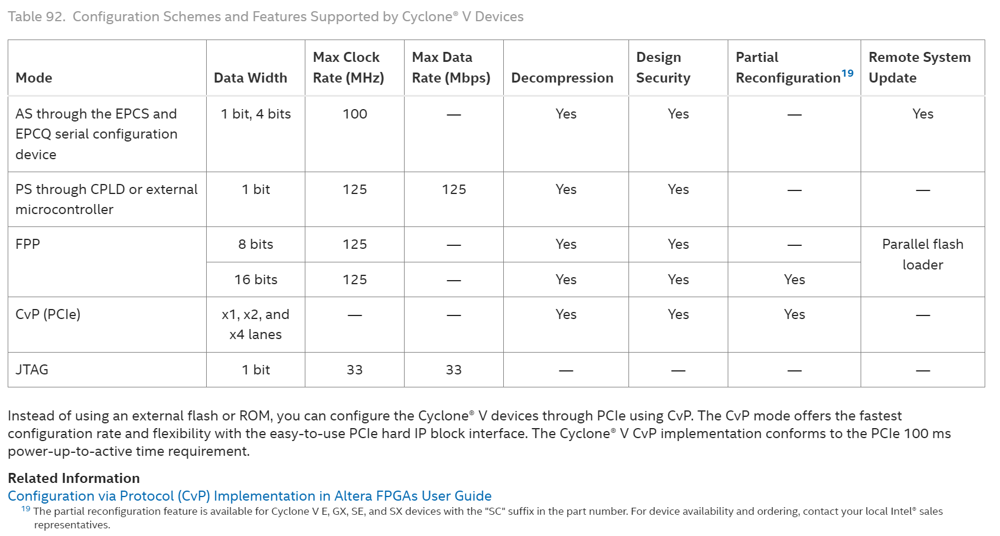 Table 92. Configuration Schemes and Features Supported by Cyclone® V Devices
Mode
Data Width
Max Clock
Rate (MHz)
Max Data
Rate (Mbps)
Decompression
Design
Security
Partial
Reconfiguration19
Remote System
Update
AS through the EPCS and
EPCQ serial configuration
device
1 bit, 4 bits
100
—
Yes
Yes
—
Yes
PS through CPLD or external
microcontroller
1 bit
125
125
Yes
Yes
—
—
FPP
8 bits
125
—
Yes
Yes
—
Parallel flash
loader
16 bits
125
—
Yes
Yes
Yes
CvP (PCIe)
x1, x2, and
x4 lanes
—
—
Yes
Yes
Yes
—
JTAG
1 bit
33
33
—
—
—
—
Instead of using an external flash or ROM, you can configure the Cyclone® V devices through PCIe using CvP. The CvP mode offers the fastest
configuration rate and flexibility with the easy-to-use PCIe hard IP block interface. The Cyclone® V CvP implementation conforms to the PCIe 100 ms
power-up-to-active time requirement.
Related Information
Configuration via Protocol (CvP) Implementation in Altera FPGAs User Guide
19 The partial reconfiguration feature is available for Cyclone V E, GX, SE, and SX devices with the "SC" suffix in the part number. For device availability and ordering, contact your local Intel® sales
representatives.